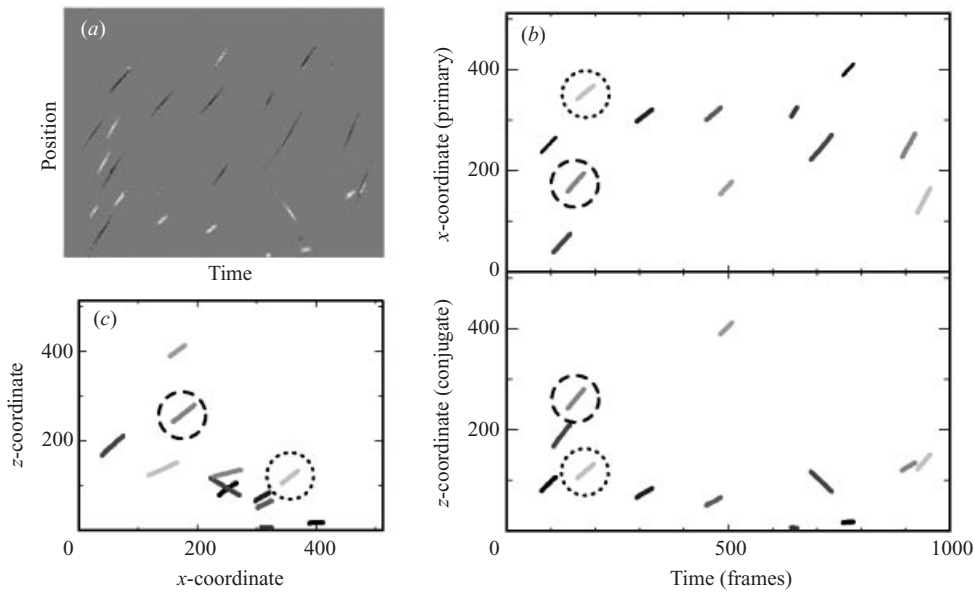 (a)
Position
Time
(b)
x-coordinate (primary)
400
200
0
(c)
z-coordinate
400
200
0
200
400
x-coordinate
z-coordinate (conjugate)
400
200
0
500
1000
Time (frames)